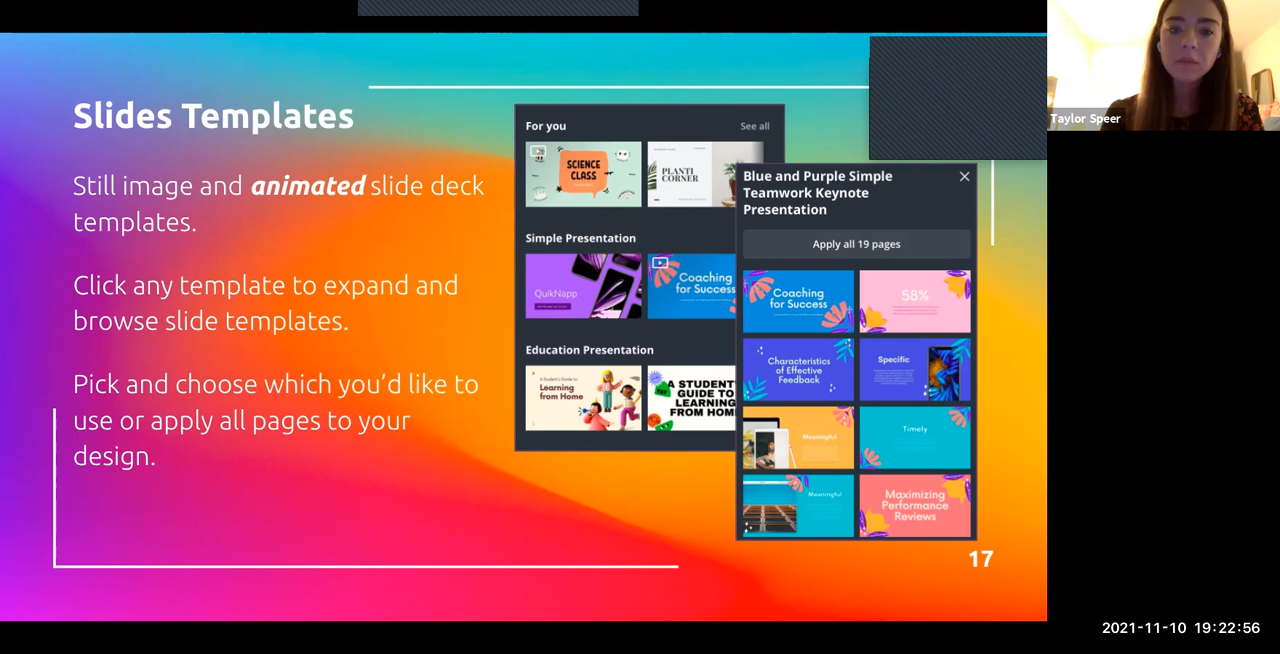 Taylor Speer
Slides Templates
Still image and animated slide deck
templates.
Click any template to expand and
browse slide templates.
Pick and choose which you’d like to
use or apply all pages to your
design.
For you
See all
SCIENCE
CLASS
PLANTI
CORNER
Simple Presentation
QuikNapp
Coaching
for Success
Education Presentation
A Student's Guide to
Learning
from Home
A STUDENT'
GUIDE TO
LEARNING
FROM HOM
Blue and Purple Simple
Teamwork Keynote
Presentation
Apply all 19 pages
Coaching
for Success
58%
Characteristics
of Effective
Feedback
Specific
Meaningful
Timely
Meaningful
Maximizing
Performance
Reviews
17
2021-11-10 19:22:56